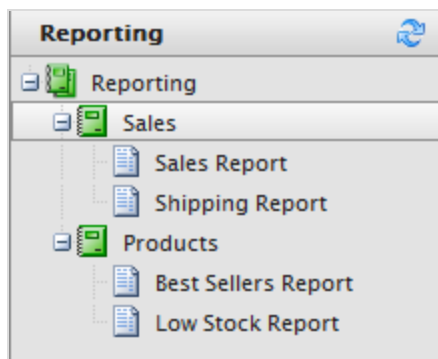 Reporting
Reporting
Sales
Sales Report
Shipping Report
Products
Best Sellers Report
Low Stock Report